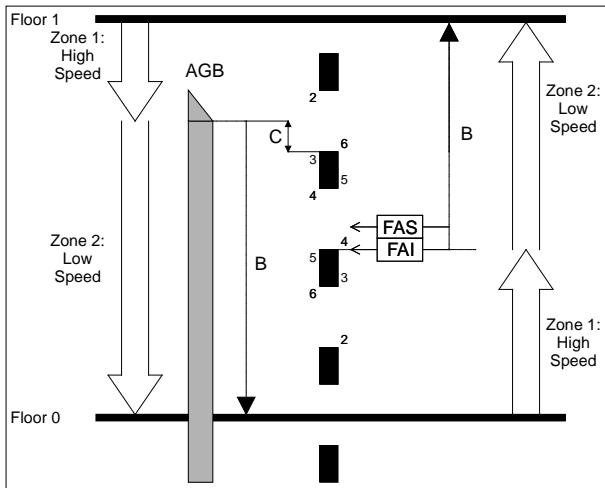 Floor 1
Zone 1:
High
Speed
AGB
2
C
6
3
5
4
B
Zone 2:
Low
Speed
B
FAS
4
FAI
5
3
6
Zone 2:
Low
Speed
Zone 1:
High
Speed
2
Floor 0